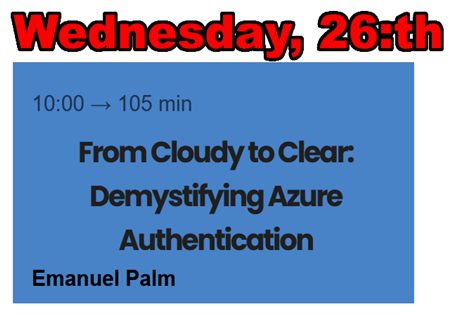 Wednesday, 26:th
10:00 → 105 min
From Cloudy to Clear:
Demystifying Azure
Authentication
Emanuel Palm